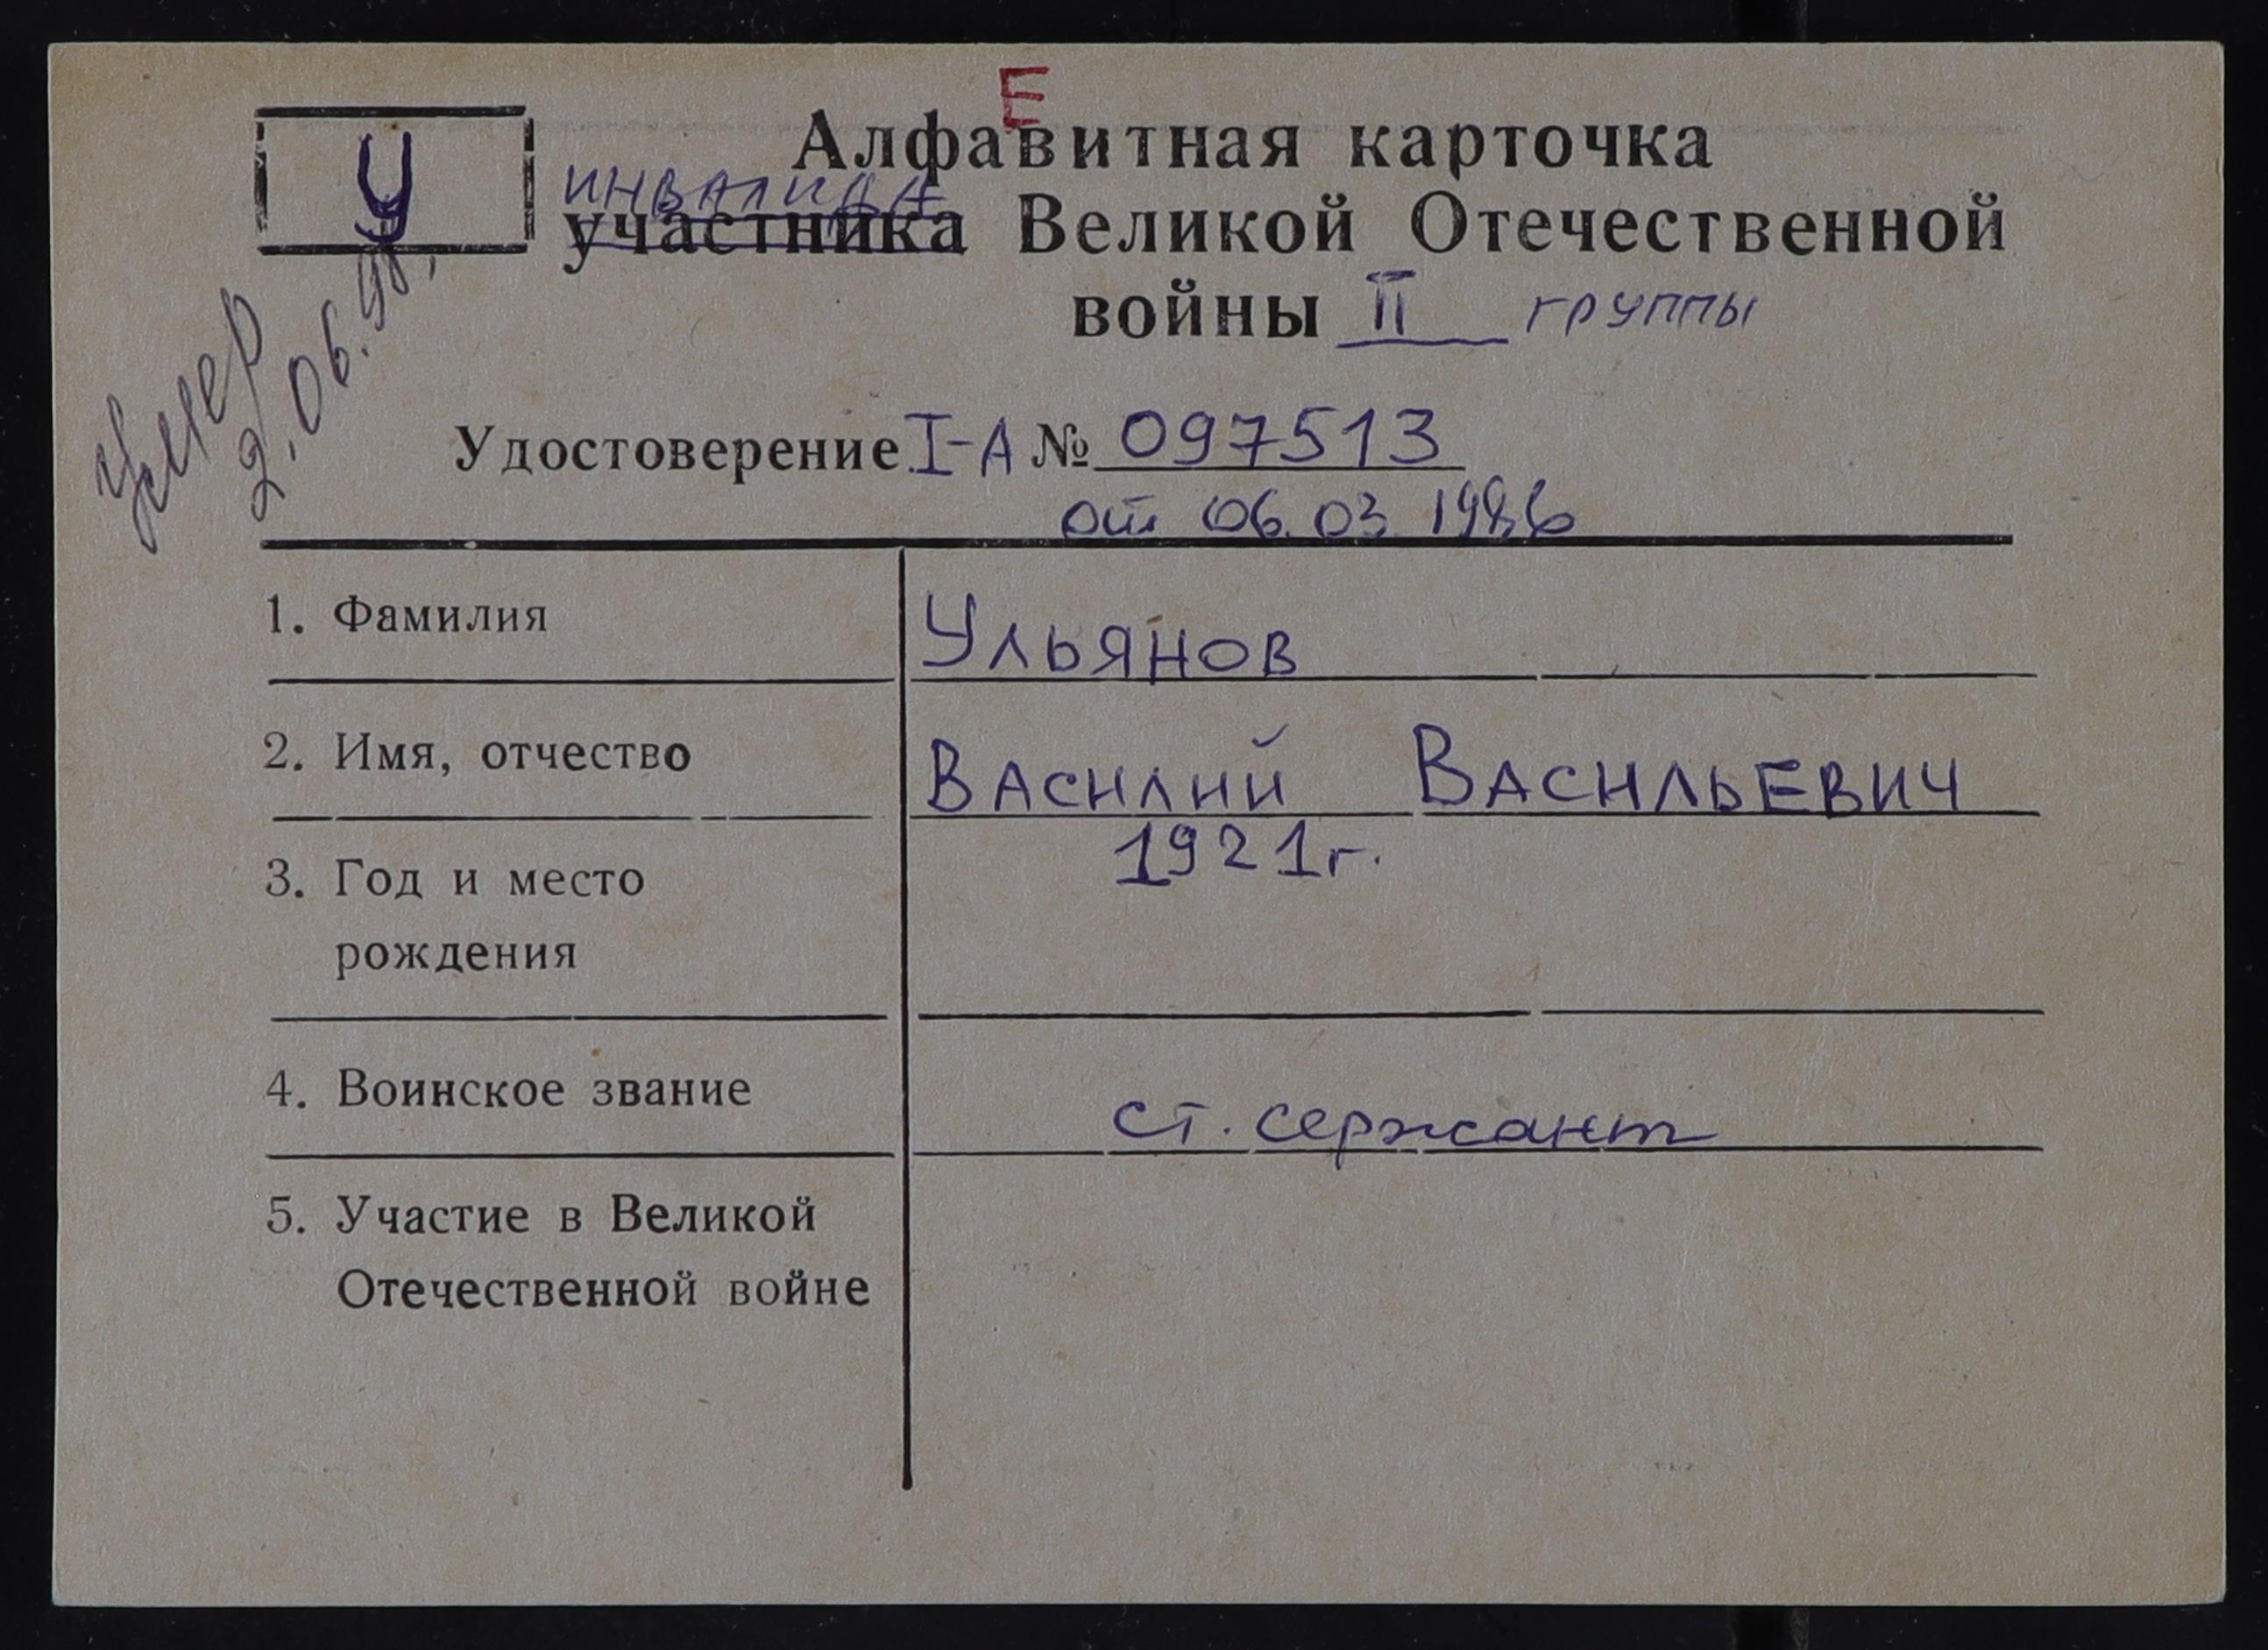 Е
У
Алфавитная карточка
инвалида
участника Великой Отечественной
войны II группы
Умер
2.06.98.
Удостоверение I-А № 097513
от 06.03 1986
1. Фамилия
Ульянов
2. Имя, отчество
Василий Васильевич
3. Год и место
рождения
1921г.
4. Воинское звание
ст. сержант
5. Участие в Великой
Отечественной войне